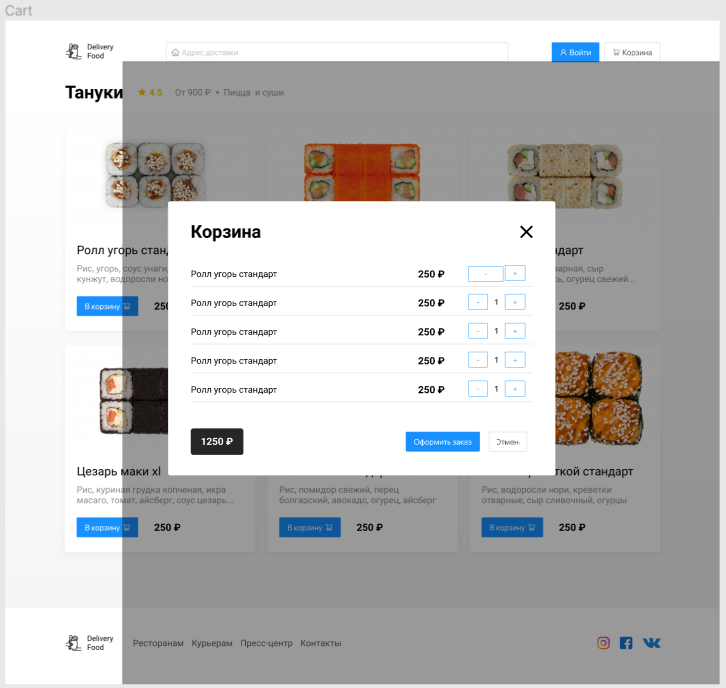 Cart
Delivery
Food
Адрес доставки
Войти
Корзина
Тануки
4.5
От 900 ₽ • Пицца и суши
Корзина
Ролл угорь стандарт 250 ₽ - +
Ролл угорь стандарт 250 ₽ - 1 +
Ролл угорь стандарт 250 ₽ - 1 +
Ролл угорь стандарт 250 ₽ - 1 +
Ролл угорь стандарт 250 ₽ - 1 +
1250 ₽
Оформить заказ
Отмен
Ролл угорь стан
Рис, угорь, соус унаги,
кунжут, водоросли но
В корзину 250
дарт
варная, сыр
ь, огурец свежий...
250 ₽
Цезарь маки xl
Рис, куриная грудка копченая, икра
масаго, томат, айсберг, соус цезарь...
В корзину 250 ₽
Рис, помидор свежий, перец
болгарский, авокадо, огурец, айсберг
В корзину 250 ₽
ткой стандарт
Рис, водоросли нори, креветки
отварные, сыр сливочный, огурцы
В корзину 250 ₽
Delivery
Food
Ресторанам Курьерам Пресс-центр Контакты